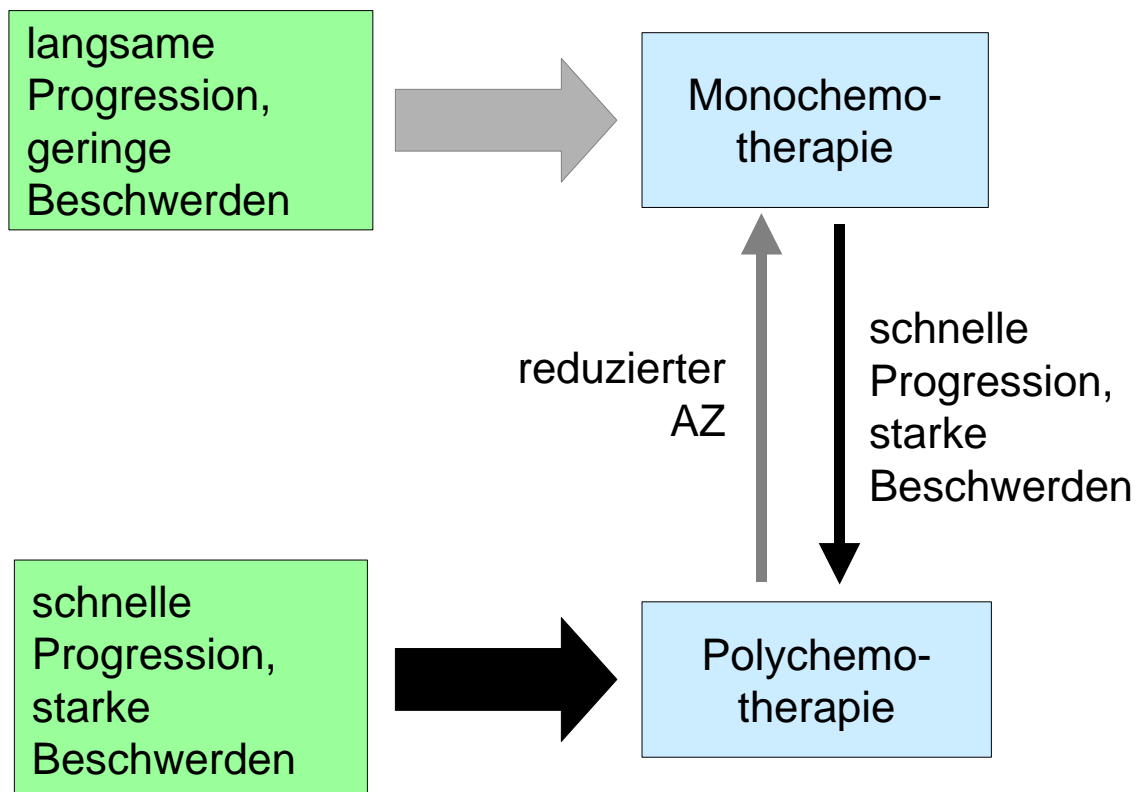 langsame
Progression,
geringe
Beschwerden
Monochemo-
therapie
reduzierter
AZ
schnelle
Progression,
starke
Beschwerden
schnelle
Progression,
starke
Beschwerden
Polychemo-
therapie